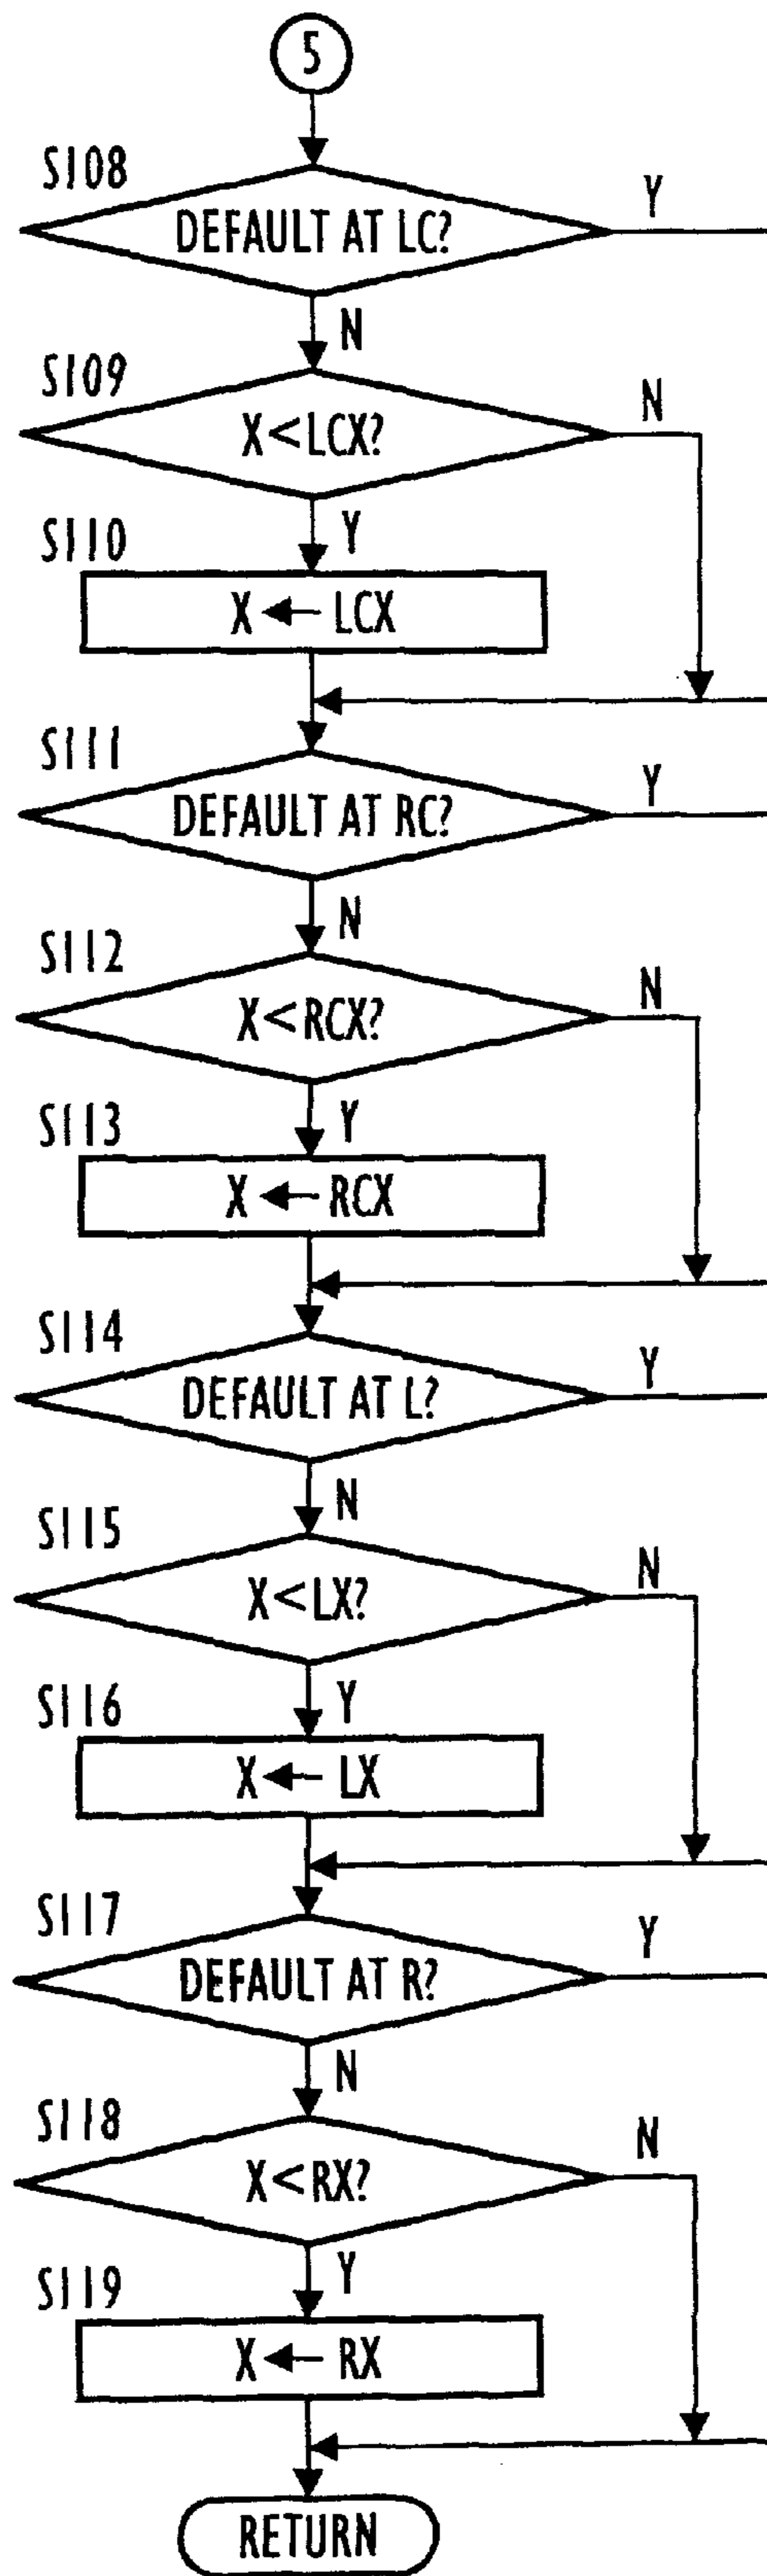 5
S108
DEFAULT AT LC?
Y
N
S109
X<LCX?
N
Y
S110
X ← LCX
S111
DEFAULT AT RC?
Y
N
S112
X<RCX?
N
Y
S113
X ← RCX
S114
DEFAULT AT L?
Y
N
S115
X<LX?
N
Y
S116
X ← LX
S117
DEFAULT AT R?
Y
N
S118
X<RX?
N
Y
S119
X ← RX
RETURN